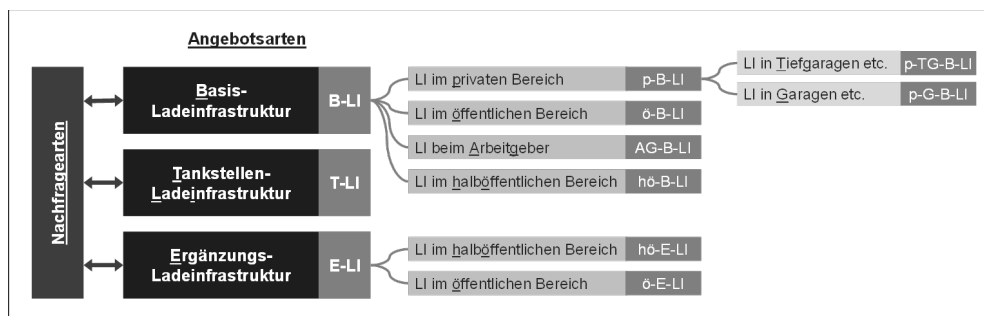 Angebotsarten
Nachfragearten
Basis-
Ladeinfrastruktur
B-LI
LI im privaten Bereich
p-B-LI
LI in Tiefgaragen etc.
p-TG-B-LI
LI in Garagen etc.
p-G-B-LI
LI im öffentlichen Bereich
ö-B-LI
LI beim Arbeitgeber
AG-B-LI
LI im halböffentlichen Bereich
hö-B-LI
Tankstellen-
Ladeinfrastruktur
T-LI
Ergänzungs-
Ladeinfrastruktur
E-LI
LI im halböffentlichen Bereich
hö-E-LI
LI im öffentlichen Bereich
ö-E-LI